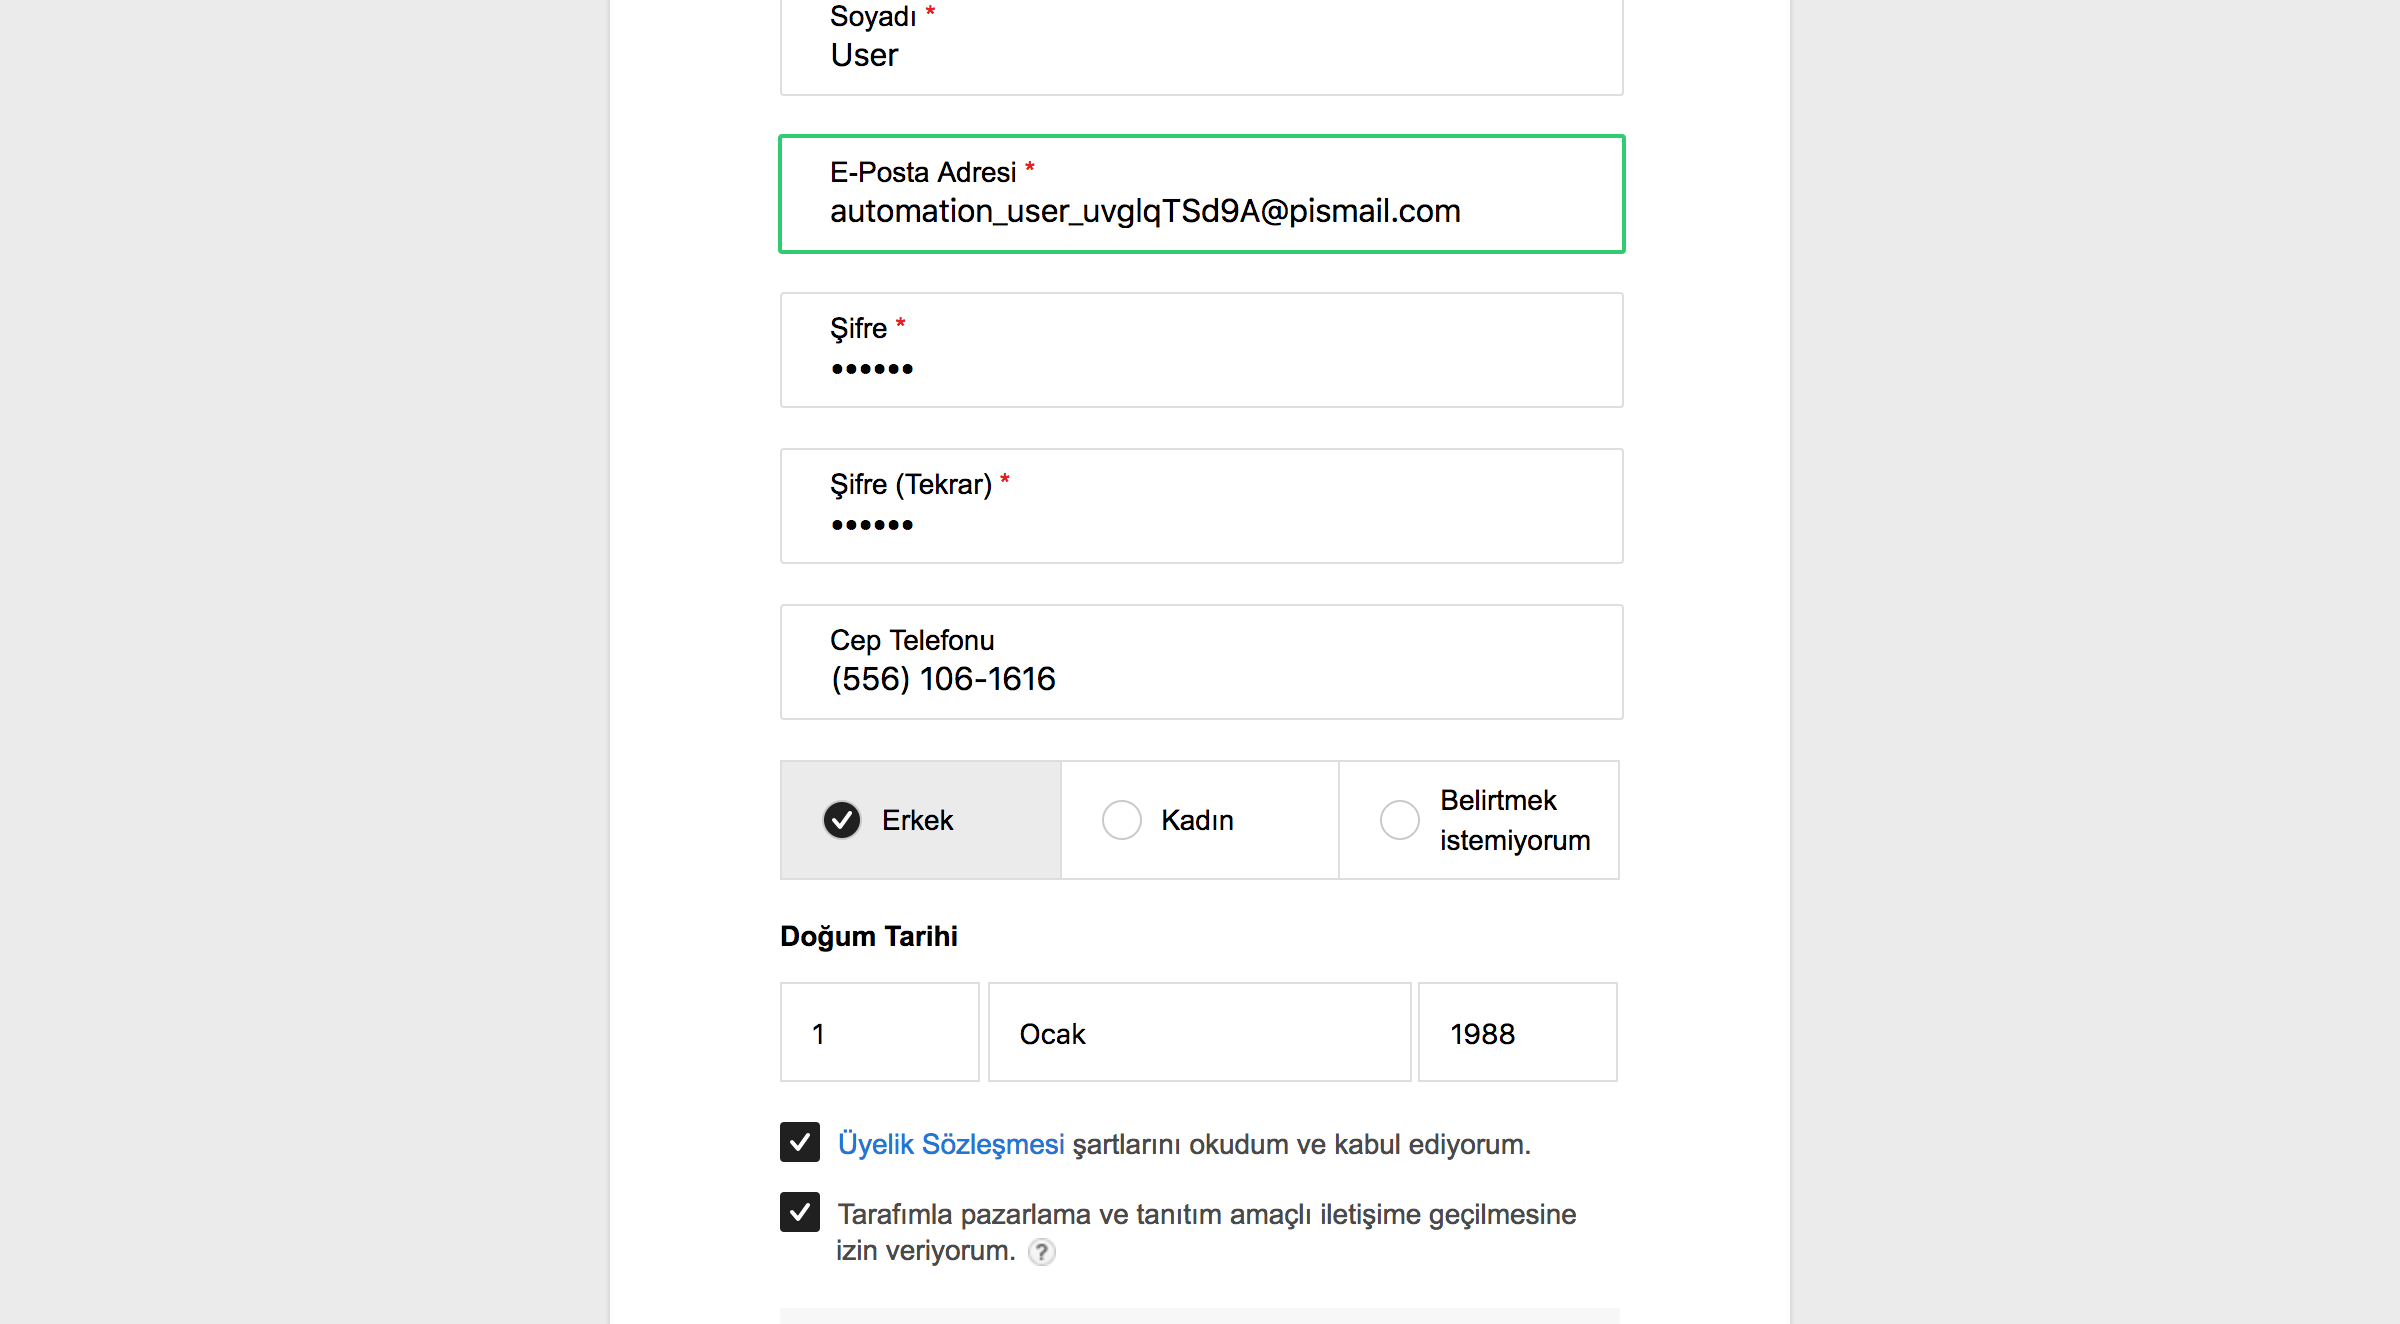 Soyadı *
User
E-Posta Adresi *
automation_user_uvglqTSd9A@pismail.com
Şifre *
••••••
Şifre (Tekrar) *
••••••
Cep Telefonu
(556) 106-1616
Erkek
Kadın
Belirtmek
istemiyorum
Doğum Tarihi
1
Ocak
1988
Üyelik Sözleşmesi şartlarını okudum ve kabul ediyorum.
Tarafımla pazarlama ve tanıtım amaçlı iletişime geçilmesine
izin veriyorum. ?